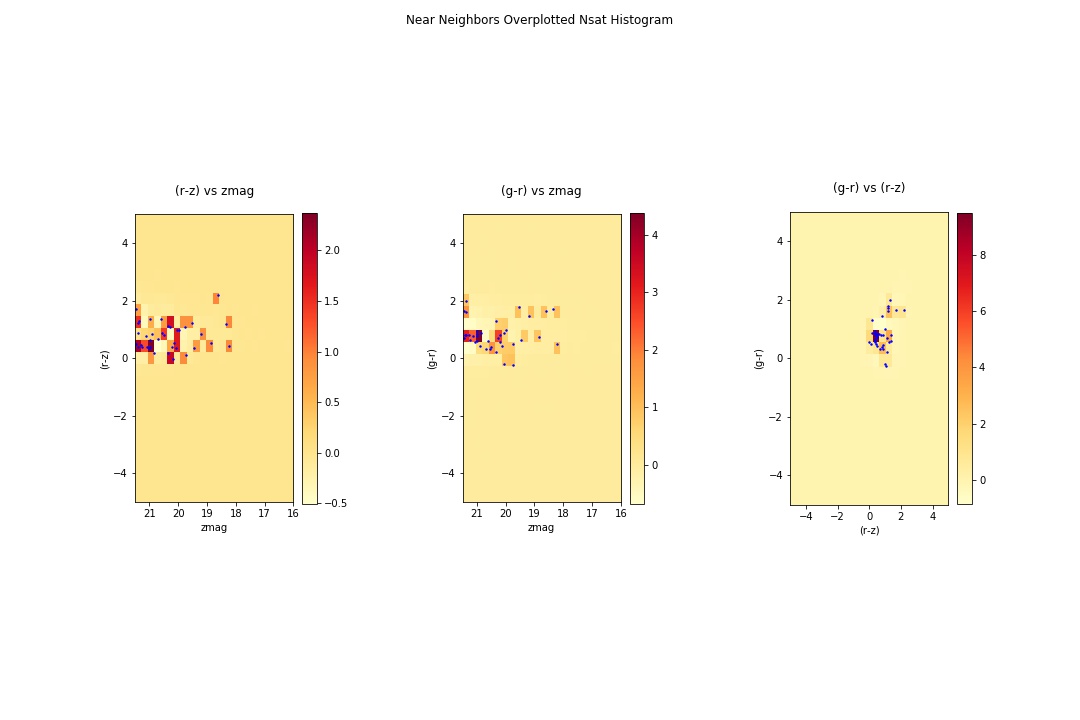 Near Neighbors Overplotted Nsat Histogram
(r-z) vs zmag
4
2
0
−2
−4
(r-z)
21 20 19 18 17 16
zmag
2.0
1.5
1.0
0.5
0.0
−0.5
(g-r) vs zmag
4
2
0
−2
−4
(g-r)
21 20 19 18 17 16
zmag
4
3
2
1
0
(g-r) vs (r-z)
4
2
0
−2
−4
(g-r)
−4 −2 0 2 4
(r-z)
8
6
4
2
0